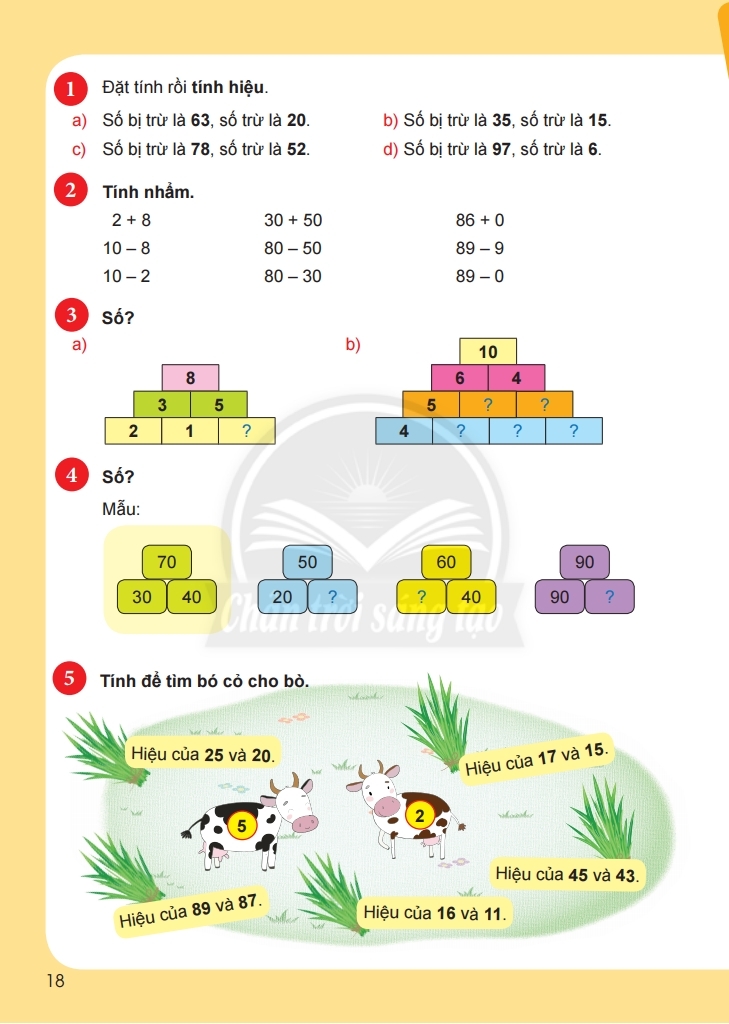 1 Đặt tính rồi tính hiệu.
a) Số bị trừ là 63, số trừ là 20. b) Số bị trừ là 35, số trừ là 15.
c) Số bị trừ là 78, số trừ là 52. d) Số bị trừ là 97, số trừ là 6.
2 Tính nhẩm.
2 + 8 30 + 50 86 + 0
10 – 8 80 – 50 89 – 9
10 – 2 80 – 30 89 – 0
3 Số?
a) b)
10
8 6 4
3 5 5 ? ?
2 1 ? 4 ? ? ?
4 Số?
Mẫu:
70 50 60 90
30 40 20 ? ? 40 90 ?
Chân trời sáng tạo
5 Tính để tìm bó cỏ cho bò.
Hiệu của 25 và 20. Hiệu của 17 và 15.
5 2
Hiệu của 45 và 43.
Hiệu của 89 và 87. Hiệu của 16 và 11.
18